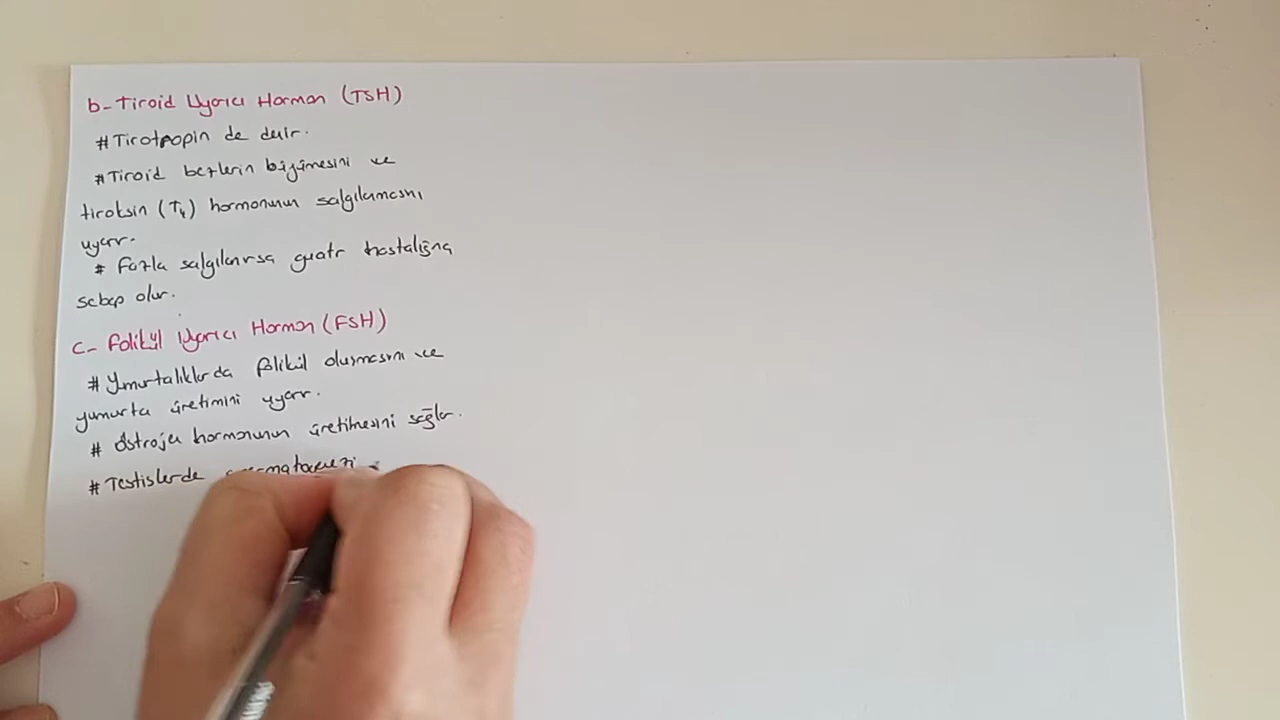 b- Tiroid Uyarıcı Hormon (TSH)
# Tirotropin de denir.
# Tiroid bezlerin büyümesini ve
tiroksin (T4) hormonunun salgılanmasını
uyarır.
# Fazla salgılanırsa guatr hastalığına
sebep olur.
c- Folikül Uyarıcı Hormon (FSH)
# Yumurtalıklarda folikül oluşmasını ve
yumurta üretimini uyarır.
# Östrojen hormonunun üretilmesini sağlar.
# Testislerde